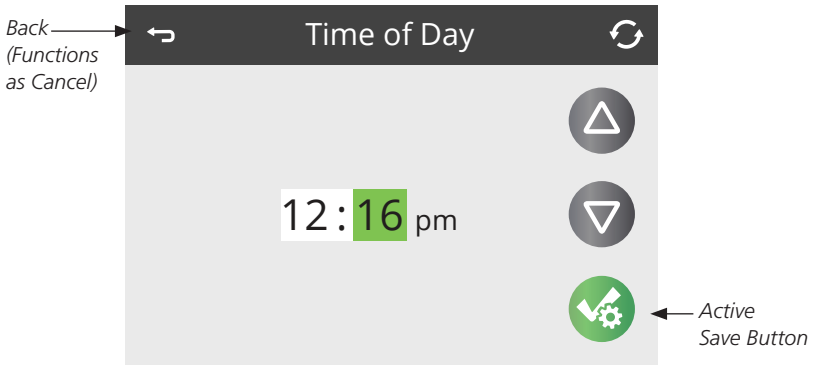 Back
(Functions
as Cancel)
Time of Day
12:16 pm
Active
Save Button